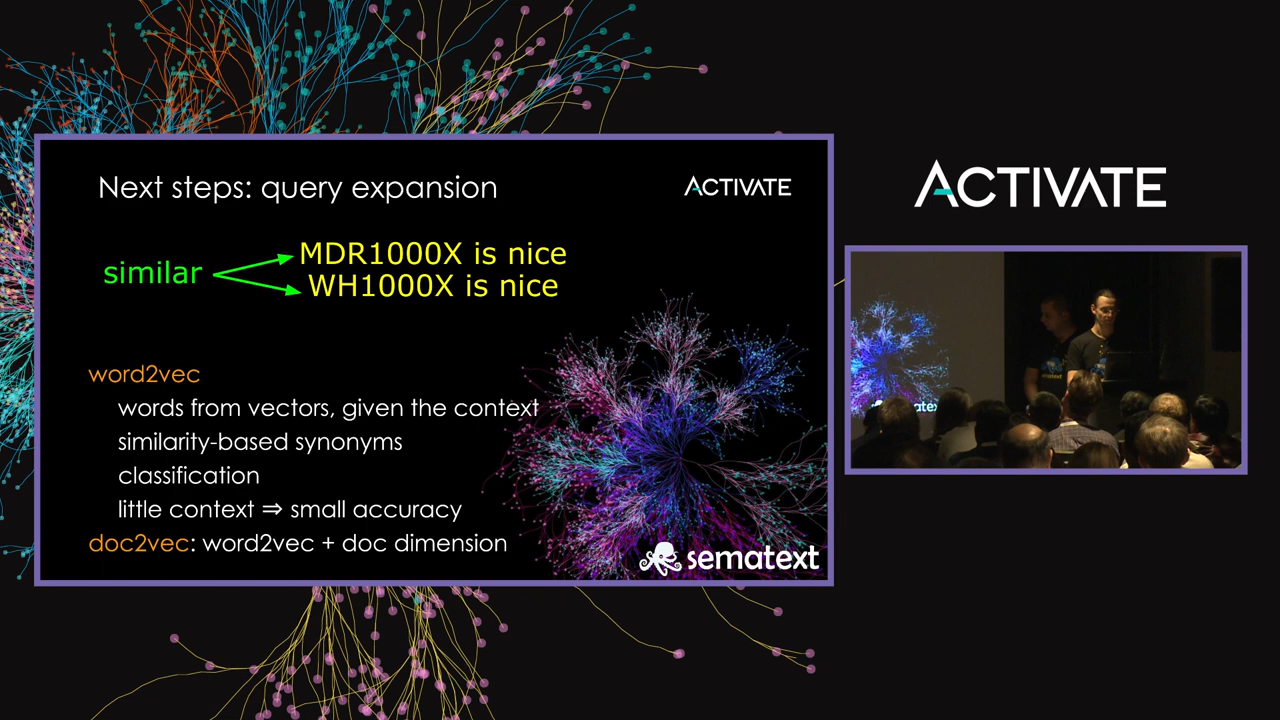 Next steps: query expansion
ACTIVATE
similar
MDR1000X is nice
WH1000X is nice
word2vec
words from vectors, given the context
similarity-based synonyms
classification
little context ⇒ small accuracy
doc2vec: word2vec + doc dimension
sematext
ACTIVATE